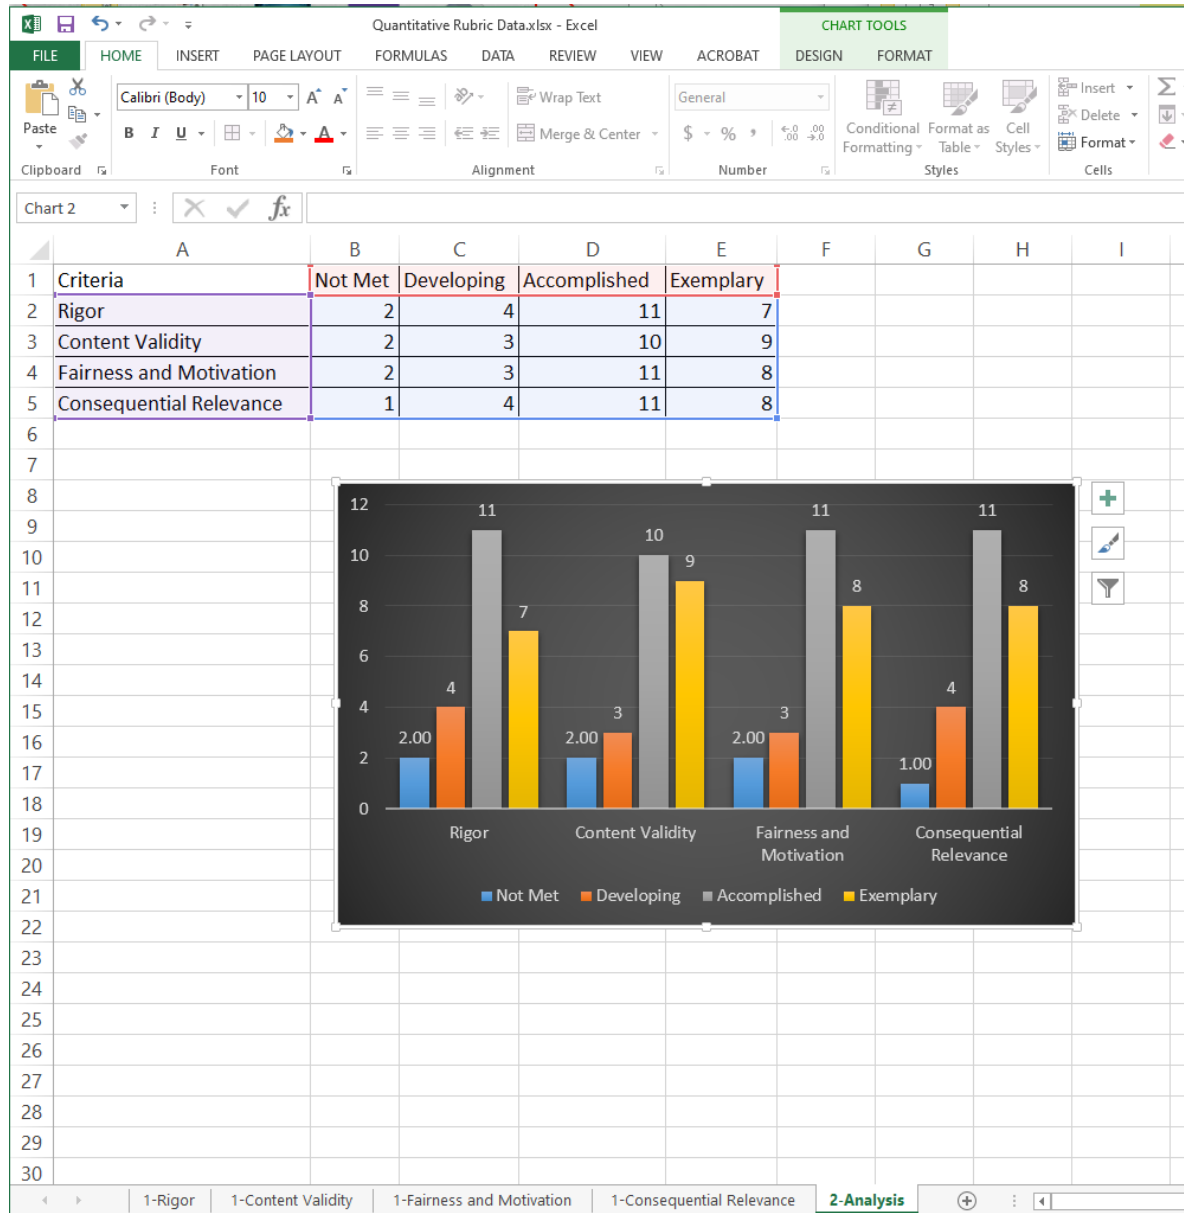 Quantitative Rubric Data.xlsx - Excel
CHART TOOLS
FILE HOME INSERT PAGE LAYOUT FORMULAS DATA REVIEW VIEW ACROBAT DESIGN FORMAT
Calibri (Body) 10 A A Wrap Text General Insert
Delete
Paste B I U A Merge & Center $ % , .00 .00 Conditional Format as Cell
Formatting Table Styles Format
Clipboard Font Alignment Number Styles Cells
Chart 2 fx
A B C D E F G H I
1 Criteria Not Met Developing Accomplished Exemplary
2 Rigor 2 4 11 7
3 Content Validity 2 3 10 9
4 Fairness and Motivation 2 3 11 8
5 Consequential Relevance 1 4 11 8
6
7
8
9
10
11
12
13
14
15
16
17
18
19
20
21
22
23
24
25
26
27
28
29
30
12
10
8
6
4
2
0
2.00 4 11 7
2.00 3 10 9
2.00 3 11 8
1.00 4 11 8
Rigor Content Validity Fairness and Consequential
Motivation Relevance
Not Met Developing Accomplished Exemplary
1-Rigor 1-Content Validity 1-Fairness and Motivation 1-Consequential Relevance 2-Analysis